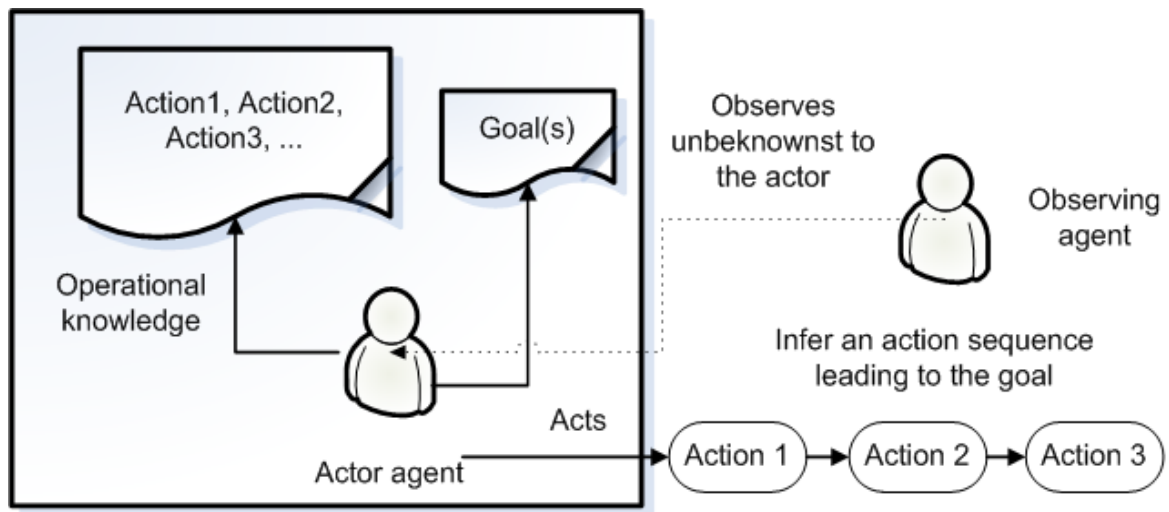 Action1, Action2,
Action3, ...
Goal(s)
Observes
unbeknownst to
the actor
Observing
agent
Operational
knowledge
Infer an action sequence
leading to the goal
Acts
Actor agent
Action 1
Action 2
Action 3